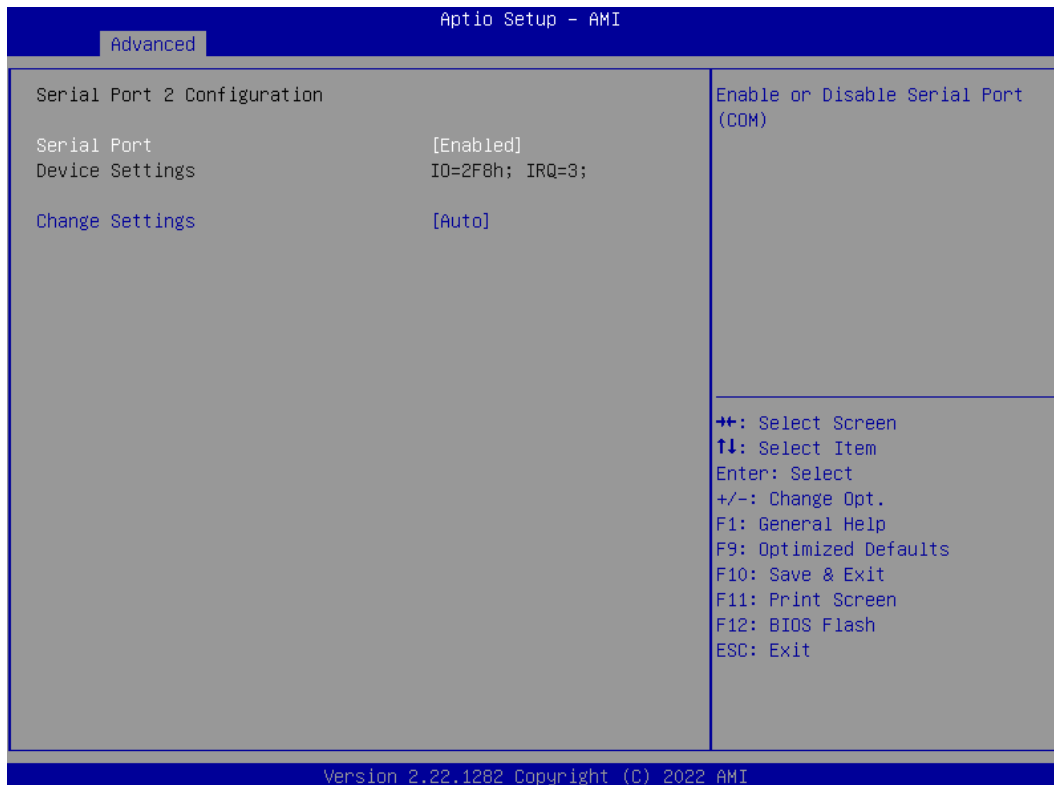 Aptio Setup – AMI
Advanced
Serial Port 2 Configuration
Serial Port [Enabled]
Device Settings IO=2F8h; IRQ=3;
Change Settings [Auto]
Enable or Disable Serial Port
(COM)
→←: Select Screen
↑↓: Select Item
Enter: Select
+/-: Change Opt.
F1: General Help
F9: Optimized Defaults
F10: Save & Exit
F11: Print Screen
F12: BIOS Flash
ESC: Exit
Version 2.22.1282 Copyright (C) 2022 AMI